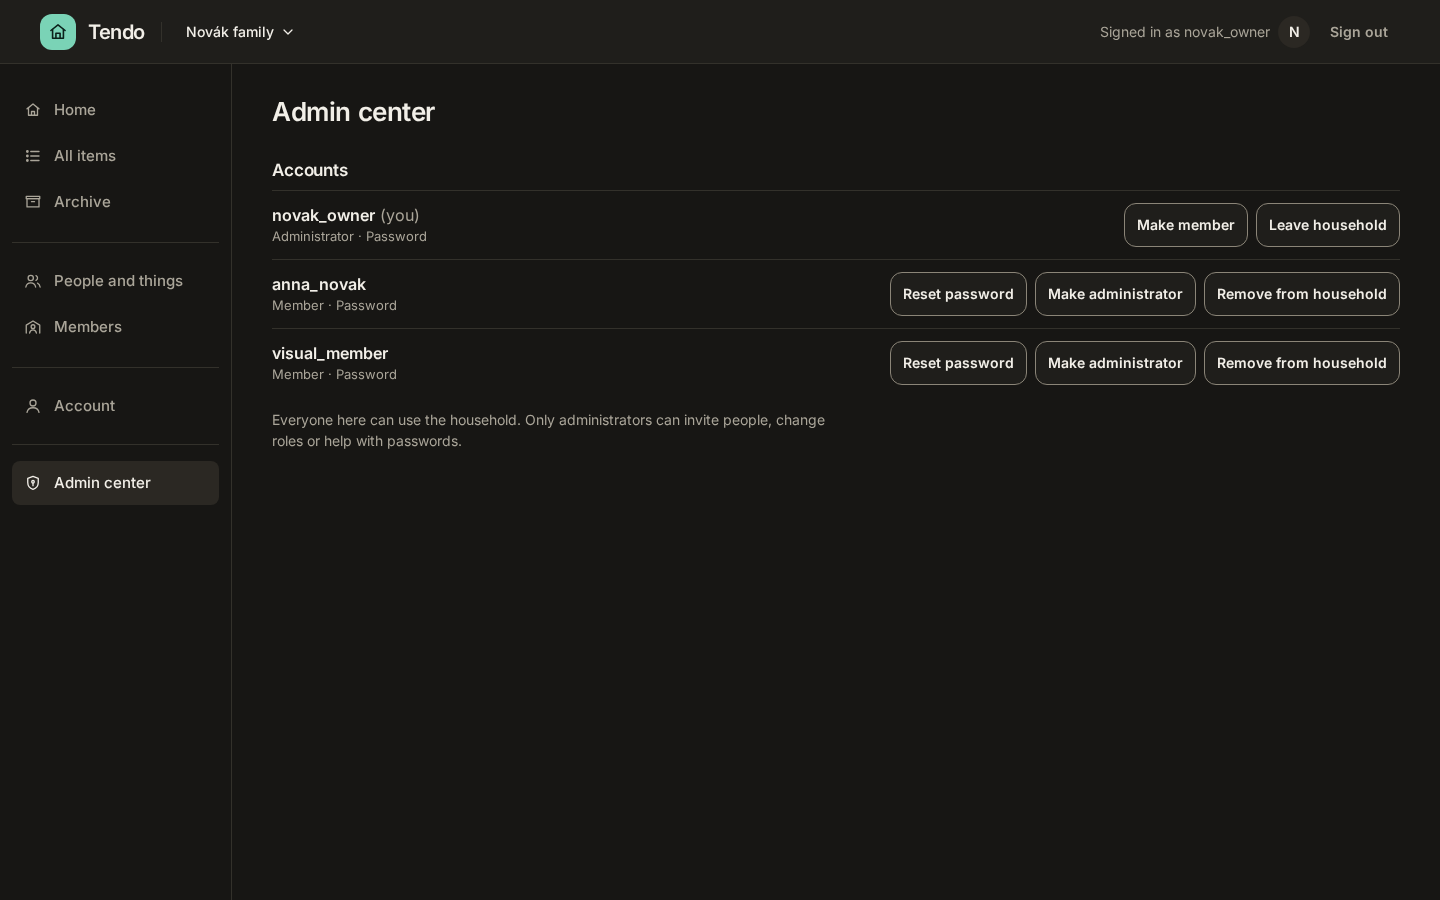 Tendo
Novák family
Signed in as novak_owner
N
Sign out
Home
All items
Archive
People and things
Members
Account
Admin center
Admin center
Accounts
novak_owner (you)
Administrator · Password
Make member
Leave household
anna_novak
Member · Password
Reset password
Make administrator
Remove from household
visual_member
Member · Password
Reset password
Make administrator
Remove from household
Everyone here can use the household. Only administrators can invite people, change
roles or help with passwords.